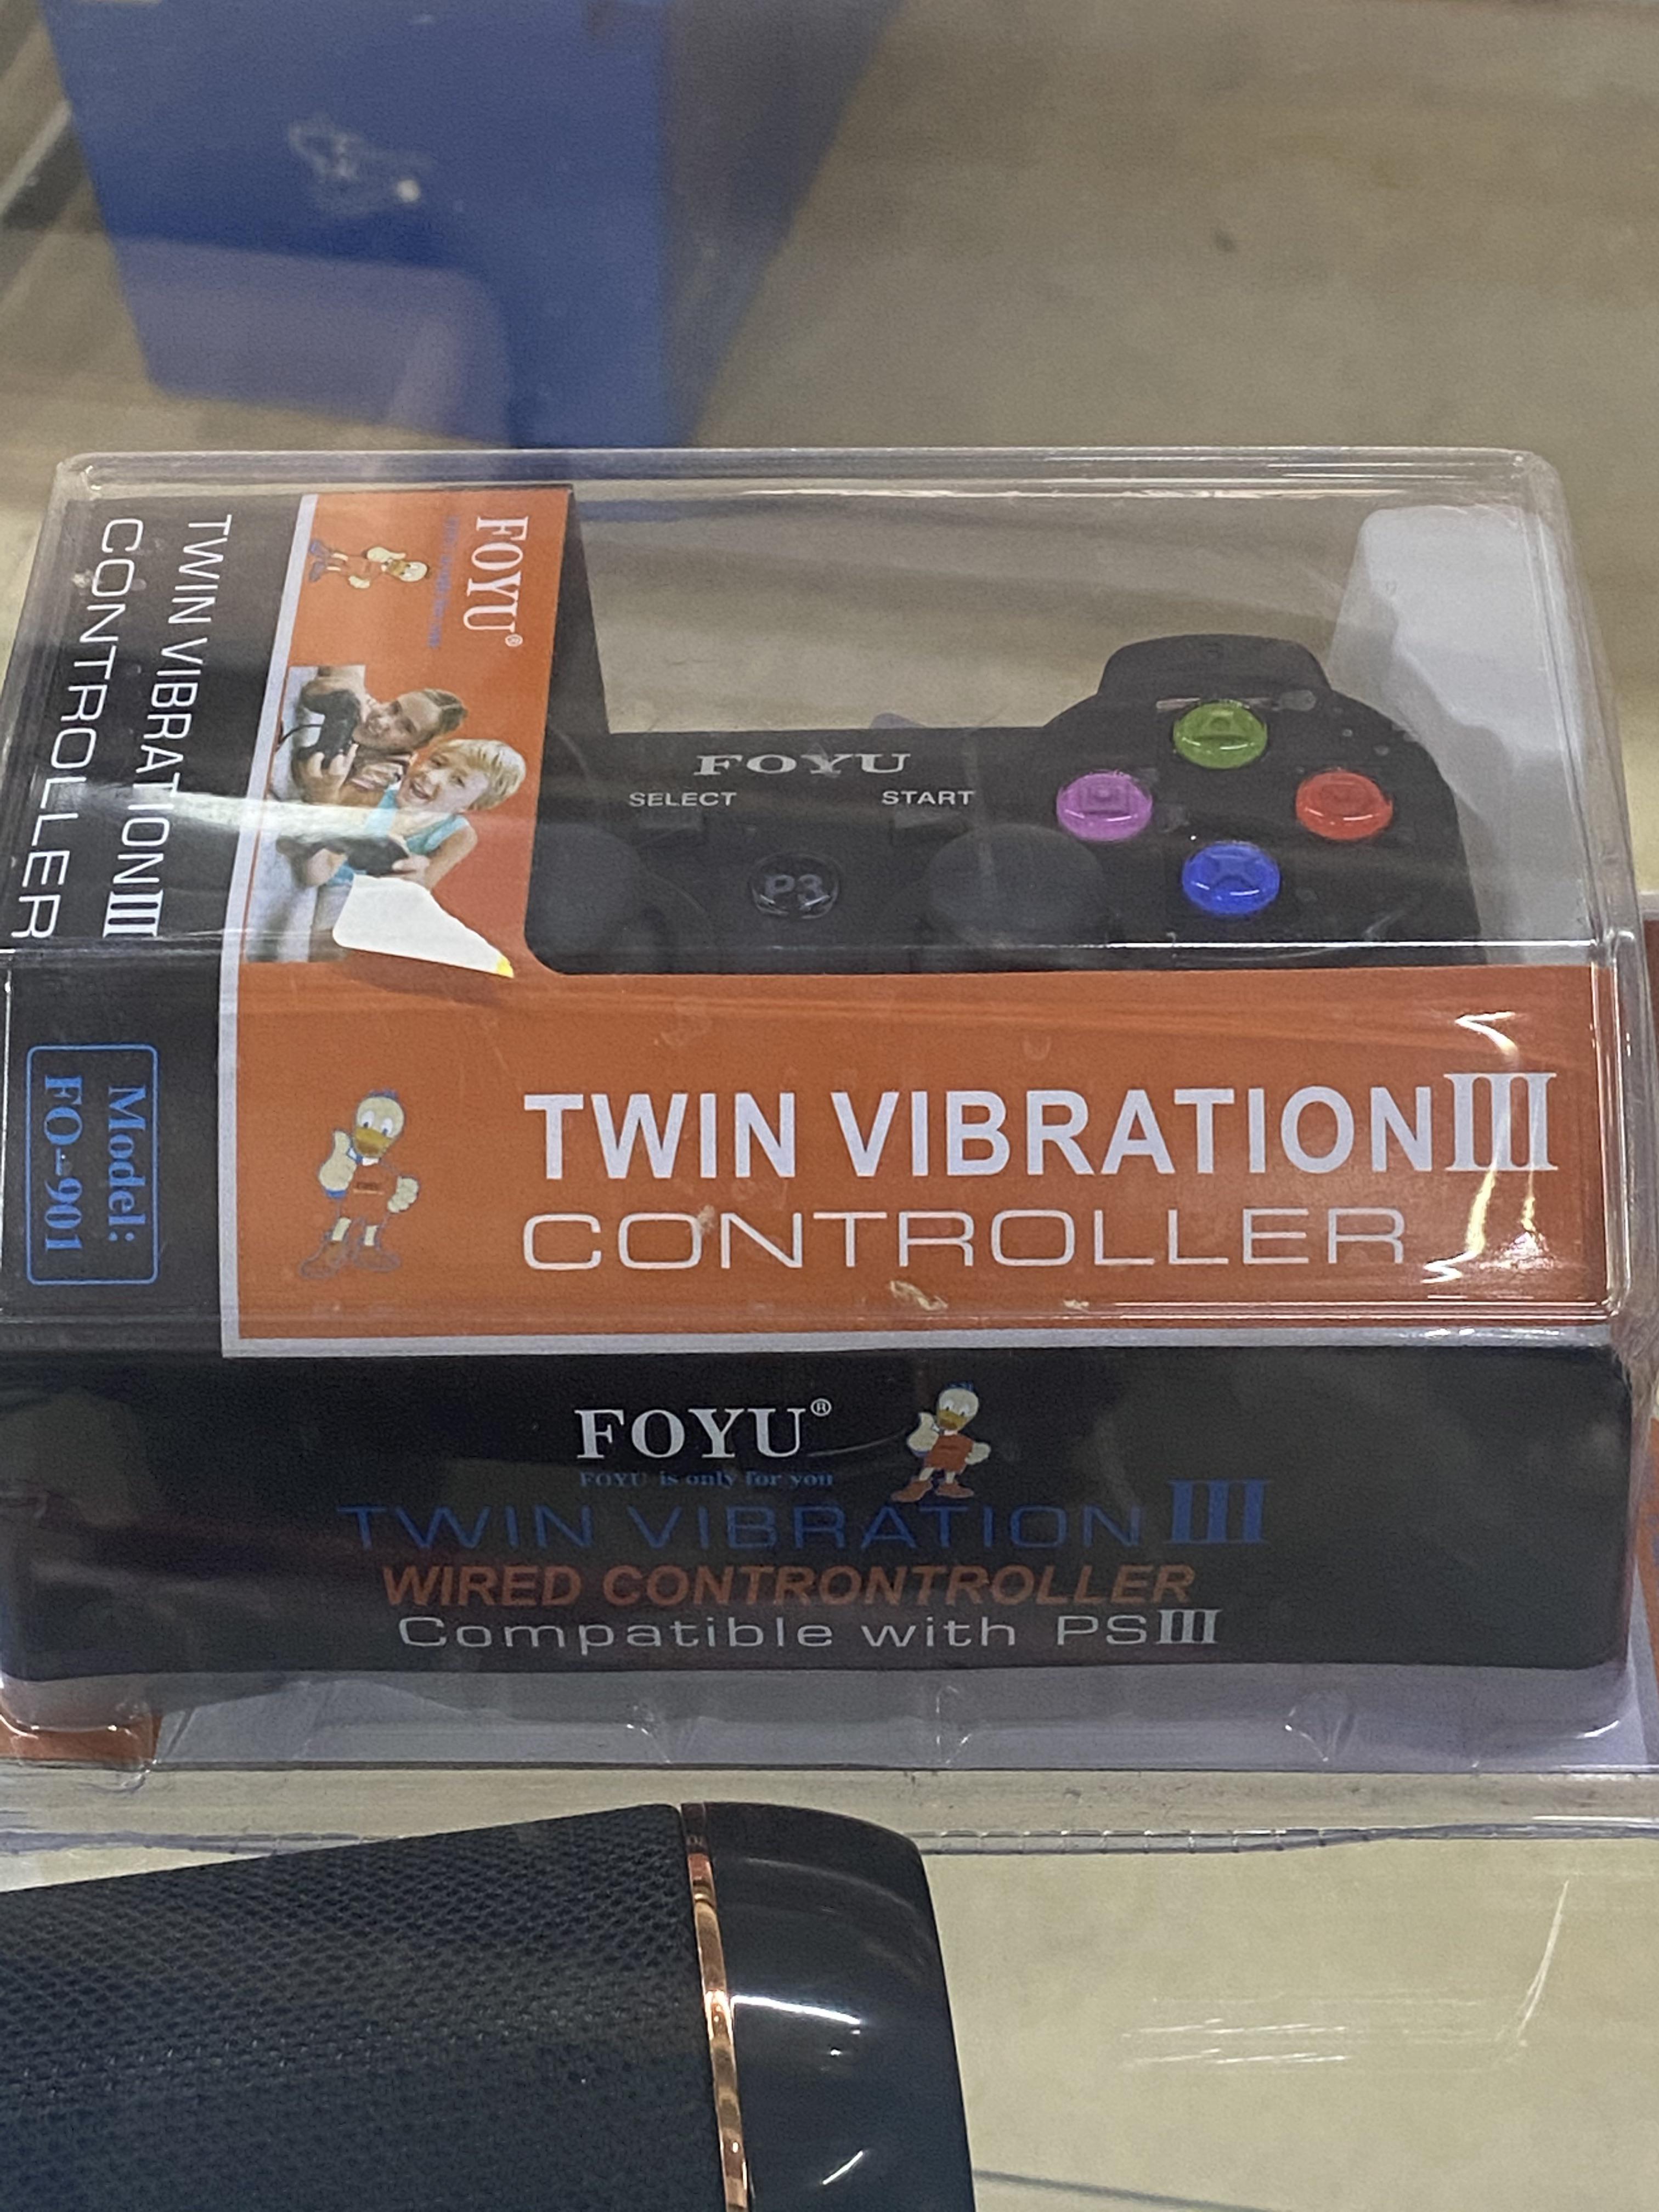 FOYU®
TWIN VIBRATIONIII
CONTROLLER
FOYU
SELECT
START
P3
Model:
FO-901
TWIN VIBRATIONIII
CONTROLLER
FOYU®
FOYU is only for you
TWIN VIBRATION III
WIRED CONTRONTROLLER
Compatible with PSIII